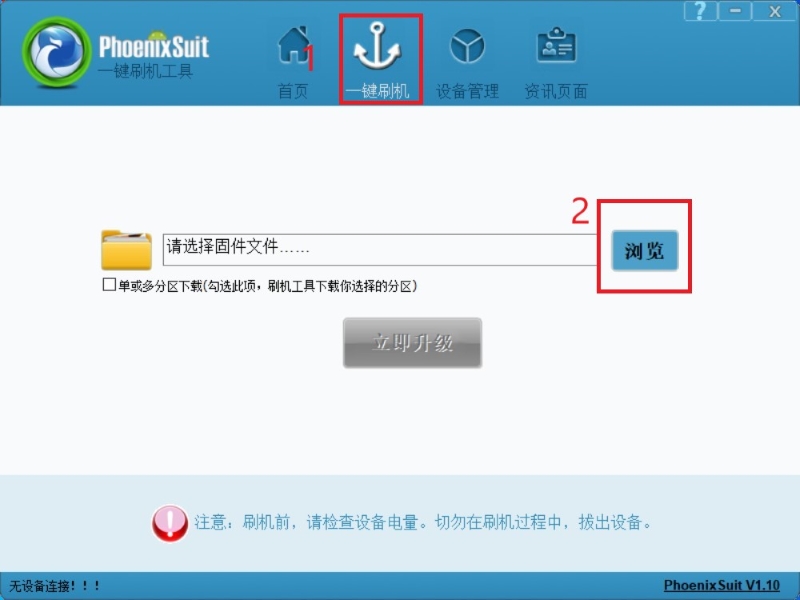 ? − X
PhoenixSuit
一键刷机工具
1
首页
一键刷机
设备管理
资讯页面
请选择固件文件......
2
浏览
单或多分区下载(勾选此项，刷机工具下载你选择的分区)
立即升级
注意：刷机前，请检查设备电量。切勿在刷机过程中，拔出设备。
无设备连接！！！
PhoenixSuit V1.10